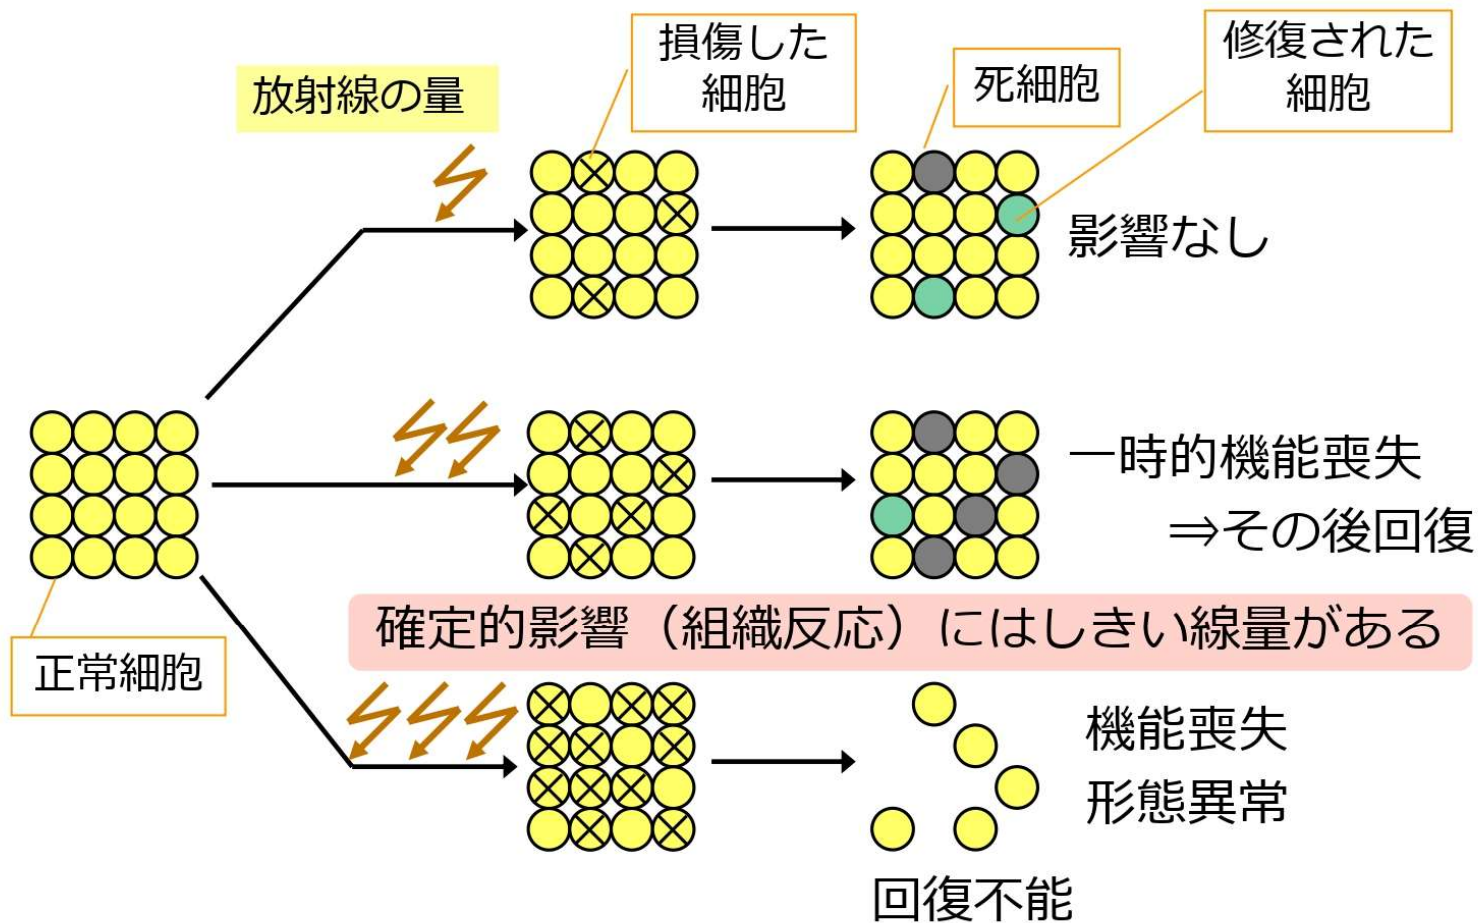 放射線の量
損傷した
細胞
死細胞
修復された
細胞
影響なし
一時的機能喪失
⇒その後回復
確定的影響（組織反応）にはしきい線量がある
正常細胞
機能喪失
形態異常
回復不能